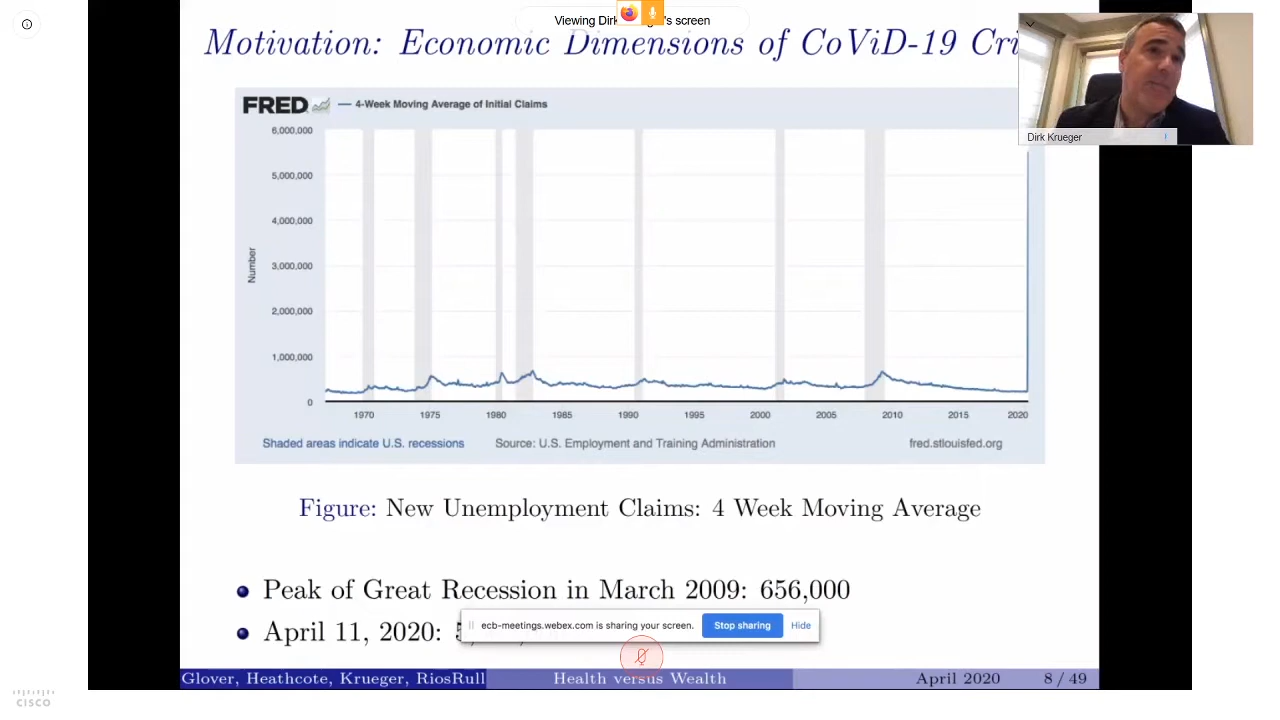 Viewing Dirk 's screen
Motivation: Economic Dimensions of CoViD-19
Dirk Krueger
FRED 4-Week Moving Average of Initial Claims
6,000,000
5,000,000
4,000,000
3,000,000
2,000,000
1,000,000
0
Number
1970 1975 1980 1985 1990 1995 2000 2005 2010 2015 2020
Shaded areas indicate U.S. recessions Source: U.S. Employment and Training Administration fred.stlouisfed.org
Figure: New Unemployment Claims: 4 Week Moving Average
Peak of Great Recession in March 2009: 656,000
April 11, 2020:
ecb-meetings.webex.com is sharing your screen. Stop sharing Hide
Glover, Heathcote, Krueger, RiosRull Health versus Wealth April 2020 8 / 49
CISCO